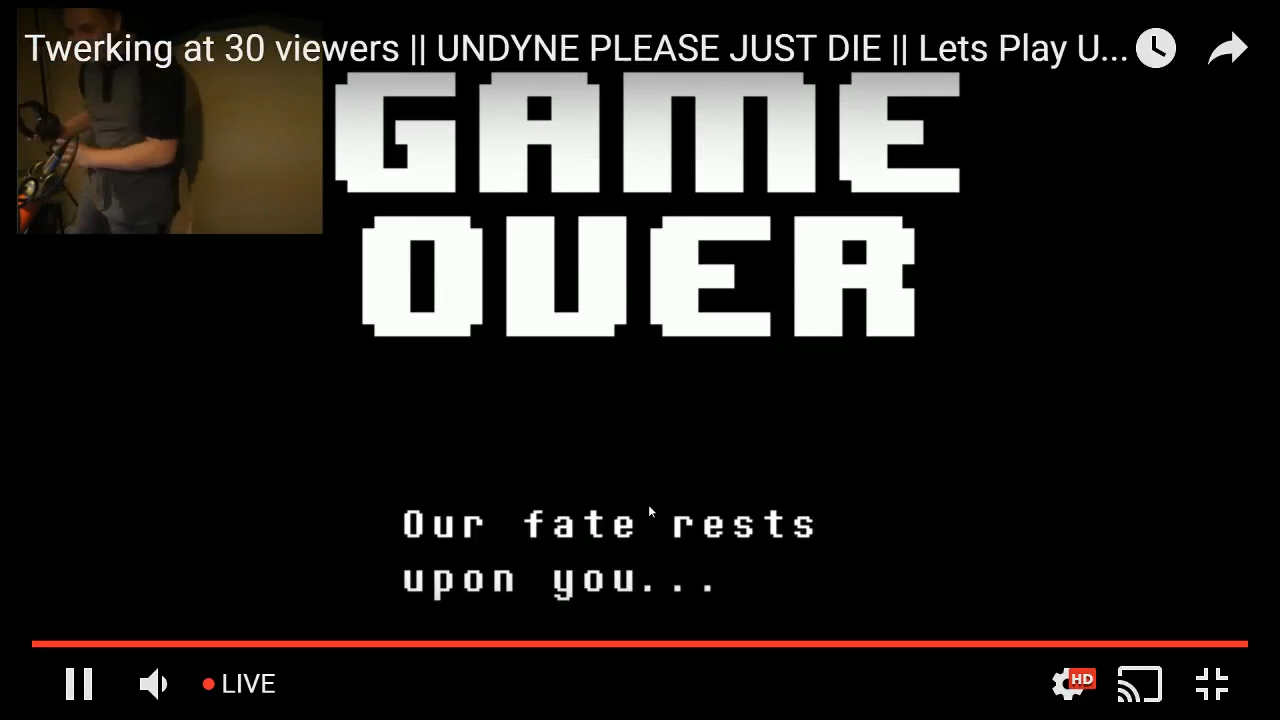 Twerking at 30 viewers || UNDYNE PLEASE JUST DIE || Lets Play U...
GAME
OVER
Our fate rests
upon you...
LIVE
HD